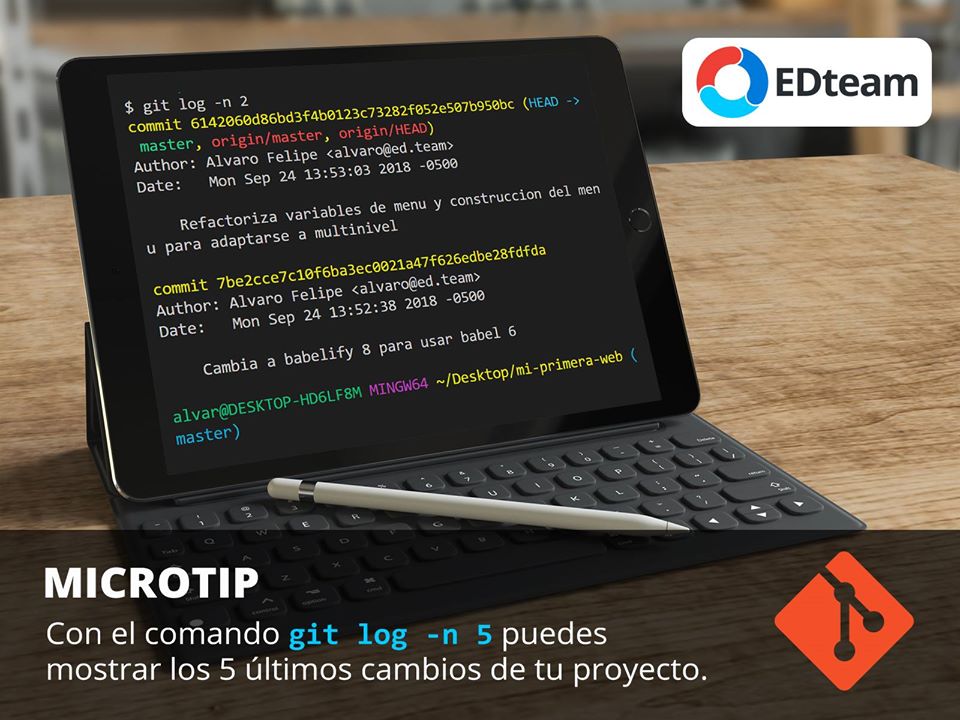 EDteam
$ git log -n 2
commit 6142060d86bd3f4b0123c73282f052e507b950bc (HEAD ->
master, origin/master, origin/HEAD)
Author: Alvaro Felipe <alvaro@ed.team>
Date:   Mon Sep 24 13:53:03 2018 -0500
Refactoriza variables de menu y construccion del men
u para adaptarse a multinivel
commit 7be2cce7c10f6ba3ec0021a47f626edbe28fdfda
Author: Alvaro Felipe <alvaro@ed.team>
Date:   Mon Sep 24 13:52:38 2018 -0500
Cambia a babelify 8 para usar babel 6
alvar@DESKTOP-HD6LF8M MINGW64 ~/Desktop/mi-primera-web (
master)
MICROTIP
Con el comando git log -n 5 puedes
mostrar los 5 últimos cambios de tu proyecto.